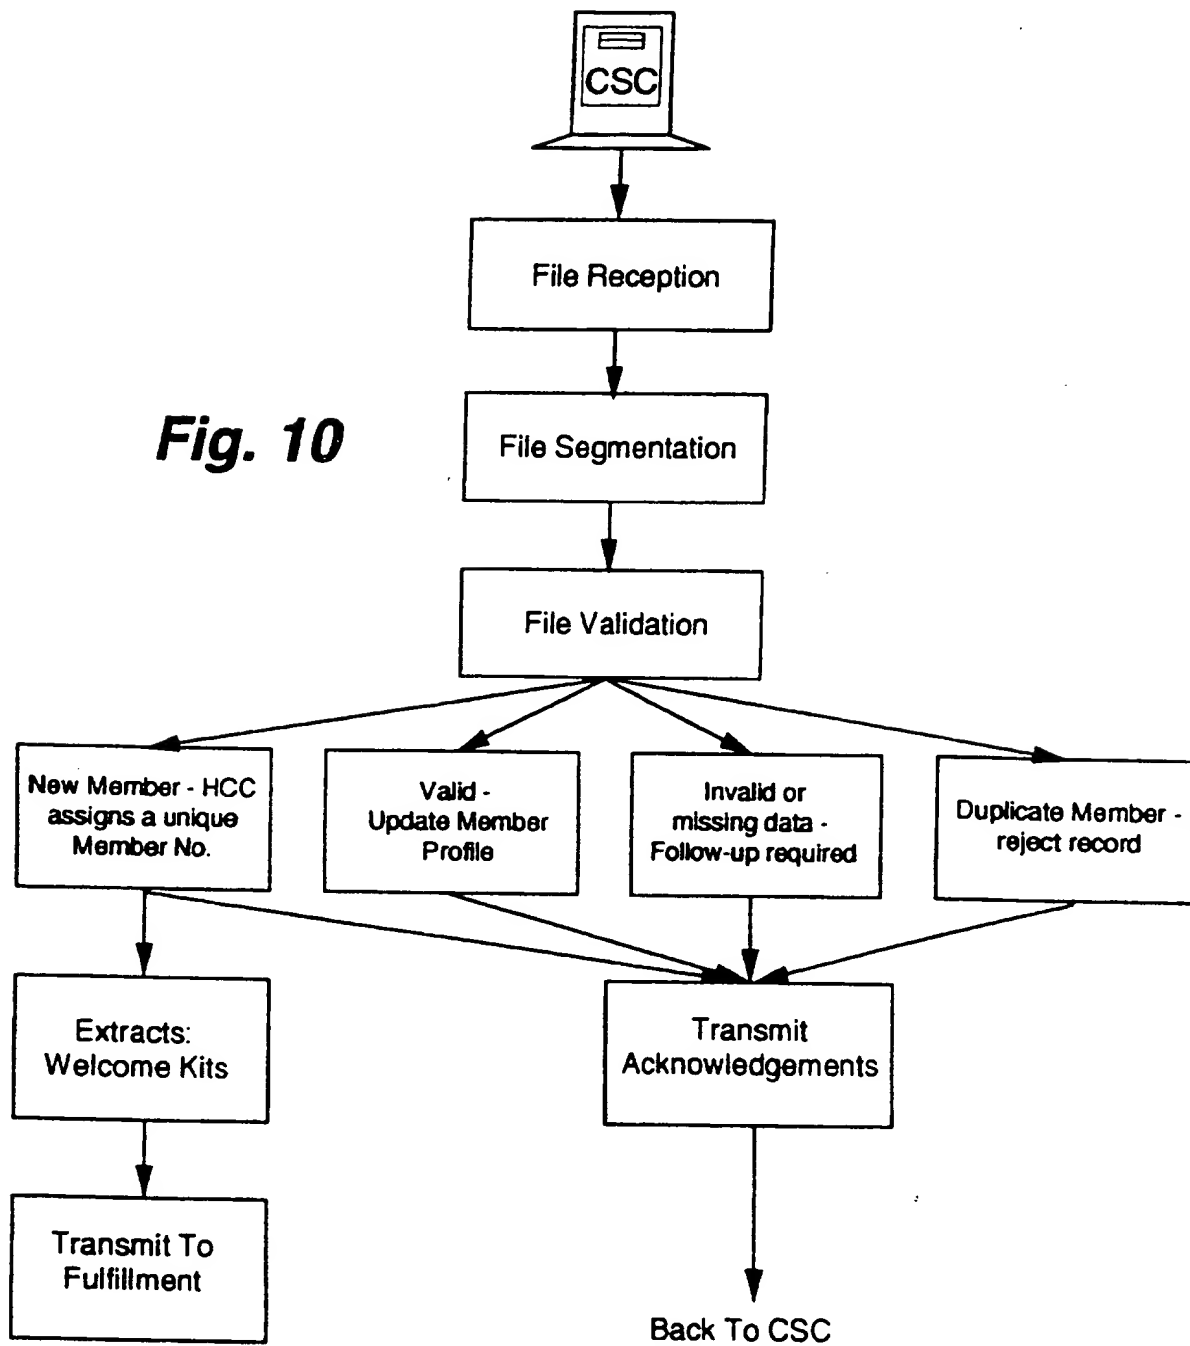 CSC
File Reception
Fig. 10
File Segmentation
File Validation
New Member - HCC
assigns a unique
Member No.
Valid -
Update Member
Profile
Invalid or
missing data -
Follow-up required
Duplicate Member -
reject record
Extracts:
Welcome Kits
Transmit
Acknowledgements
Transmit To
Fulfillment
Back To CSC